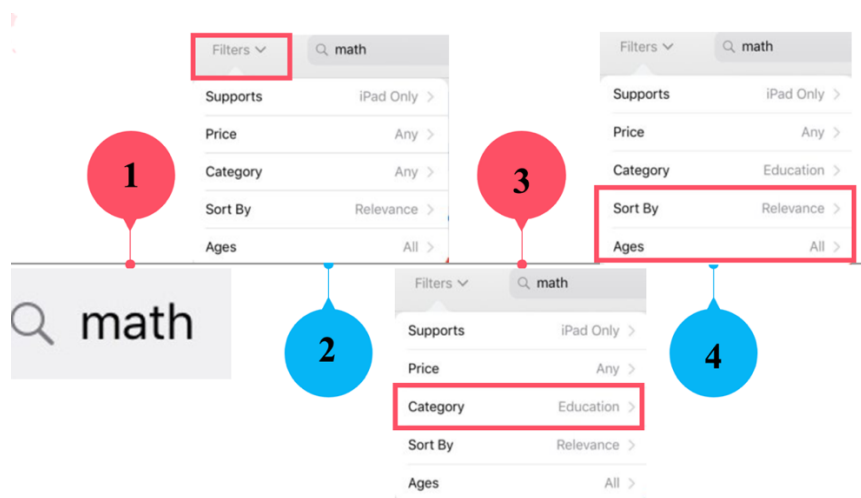 1
math
2
Filters
math
Supports iPad Only
Price Any
Category Any
Sort By Relevance
Ages All
3
Filters
math
Supports iPad Only
Price Any
Category Education
Sort By Relevance
Ages All
4
Filters
math
Supports iPad Only
Price Any
Category Education
Sort By Relevance
Ages All